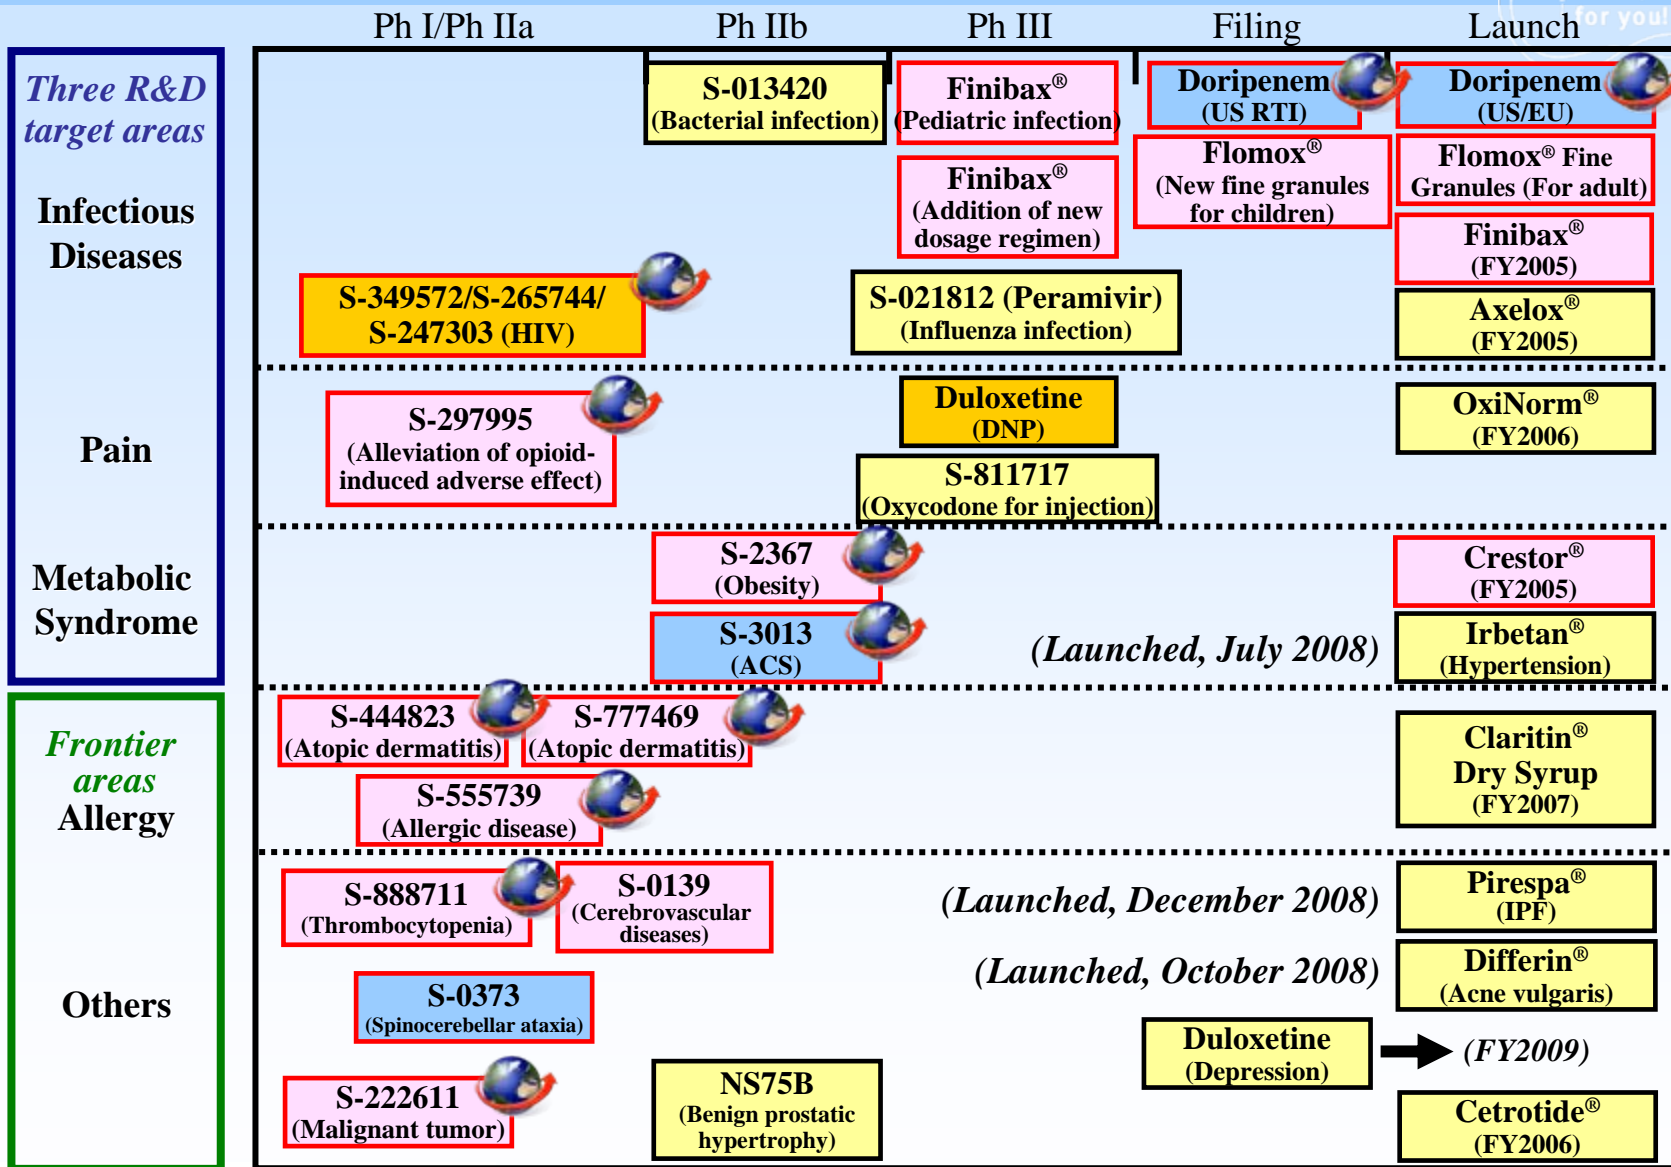 for you!
Ph I/Ph IIa
Ph IIb
Ph III
Filing
Launch
Three R&D
target areas
Infectious
Diseases
S-013420
(Bacterial infection)
Finibax®
(Pediatric infection)
Doripenem
(US RTI)
Doripenem
(US/EU)
Finibax®
(Addition of new
dosage regimen)
Flomox®
(New fine granules
for children)
Flomox® Fine
Granules (For adult)
Finibax®
(FY2005)
S-349572/S-265744/
S-247303 (HIV)
S-021812 (Peramivir)
(Influenza infection)
Axelox®
(FY2005)
Pain
S-297995
(Alleviation of opioid-
induced adverse effect)
Duloxetine
(DNP)
S-811717
(Oxycodone for injection)
OxiNorm®
(FY2006)
Metabolic
Syndrome
S-2367
(Obesity)
S-3013
(ACS)
Crestor®
(FY2005)
(Launched, July 2008)
Irbetan®
(Hypertension)
Frontier
areas
Allergy
S-444823
(Atopic dermatitis)
S-777469
(Atopic dermatitis)
S-555739
(Allergic disease)
Claritin®
Dry Syrup
(FY2007)
Others
S-888711
(Thrombocytopenia)
S-0139
(Cerebrovascular
diseases)
(Launched, December 2008)
Pirespa®
(IPF)
S-0373
(Spinocerebellar ataxia)
(Launched, October 2008)
Differin®
(Acne vulgaris)
Duloxetine
(Depression)
(FY2009)
S-222611
(Malignant tumor)
NS75B
(Benign prostatic
hypertrophy)
Cetrotide®
(FY2006)